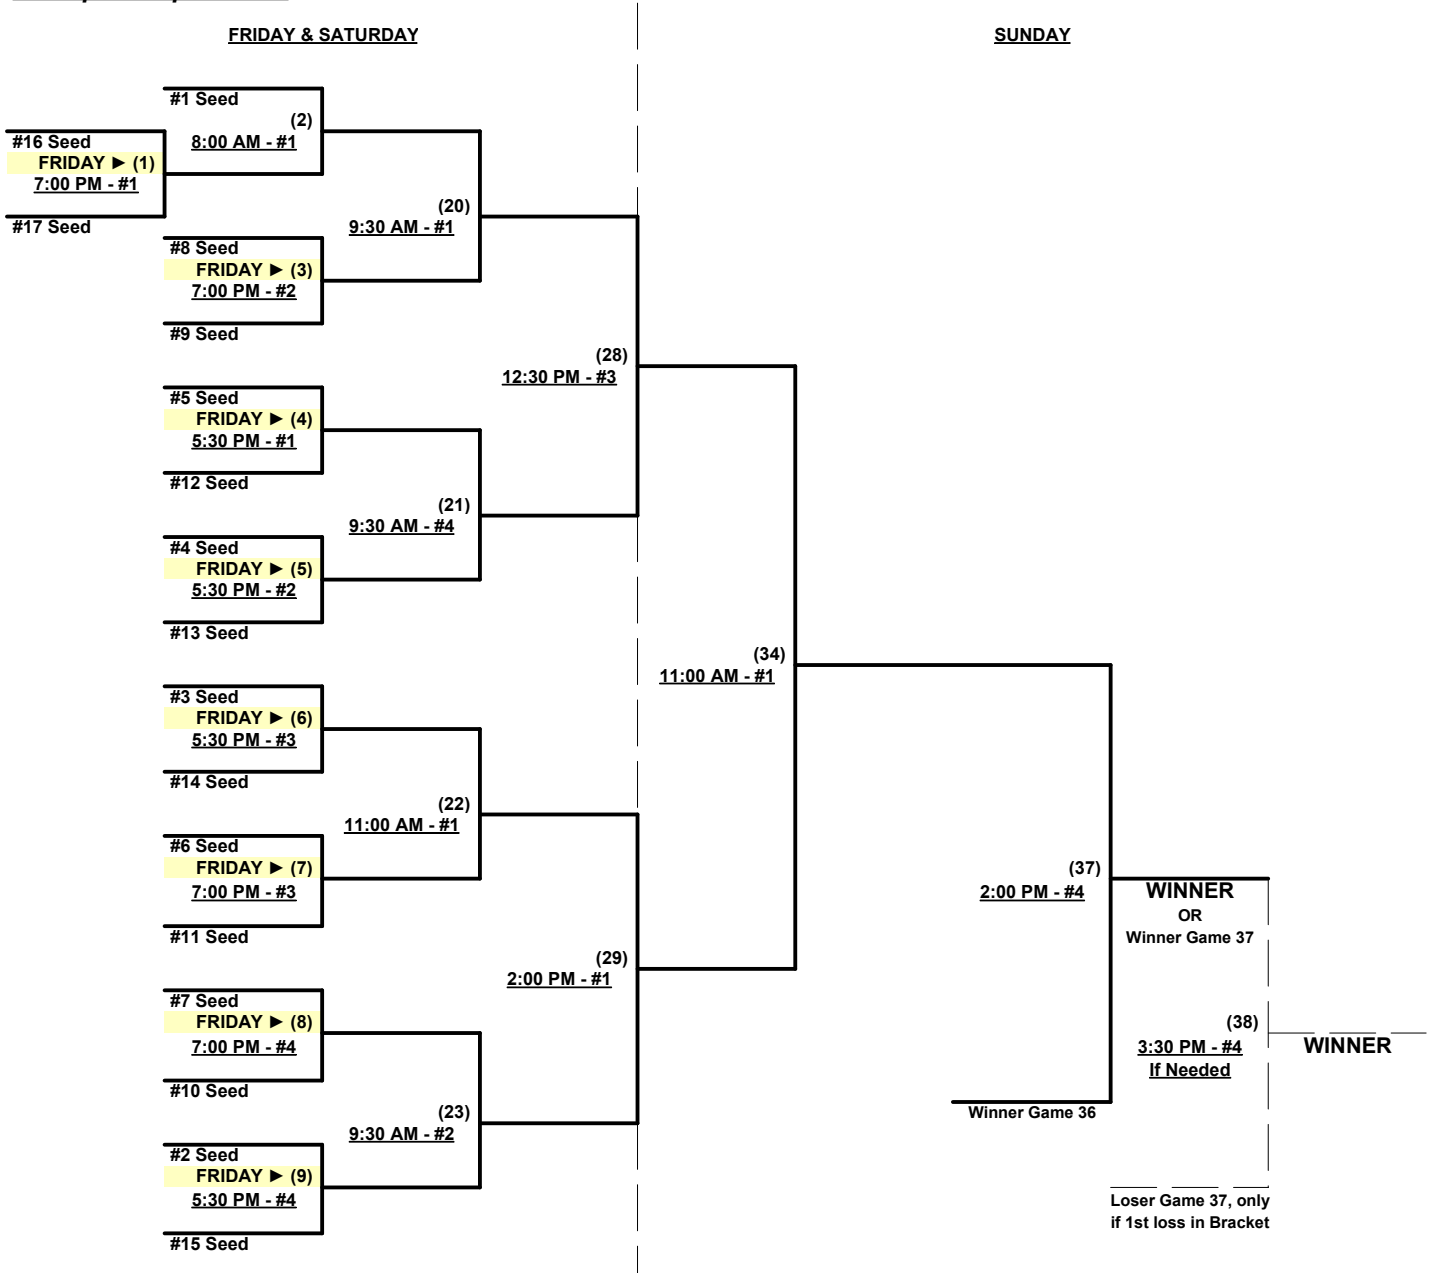 FRIDAY & SATURDAY
SUNDAY
#1 Seed
(2)
8:00 AM - #1
#16 Seed
FRIDAY ► (1)
7:00 PM - #1
#17 Seed
(20)
9:30 AM - #1
#8 Seed
FRIDAY ► (3)
7:00 PM - #2
#9 Seed
(28)
12:30 PM - #3
#5 Seed
FRIDAY ► (4)
5:30 PM - #1
#12 Seed
(21)
9:30 AM - #4
#4 Seed
FRIDAY ► (5)
5:30 PM - #2
#13 Seed
(34)
11:00 AM - #1
#3 Seed
FRIDAY ► (6)
5:30 PM - #3
#14 Seed
(22)
11:00 AM - #1
#6 Seed
FRIDAY ► (7)
7:00 PM - #3
#11 Seed
(37)
2:00 PM - #4
WINNER
OR
Winner Game 37
(29)
2:00 PM - #1
#7 Seed
FRIDAY ► (8)
7:00 PM - #4
#10 Seed
(38)
3:30 PM - #4
If Needed
WINNER
(23)
9:30 AM - #2
Winner Game 36
#2 Seed
FRIDAY ► (9)
5:30 PM - #4
#15 Seed
Loser Game 37, only
if 1st loss in Bracket